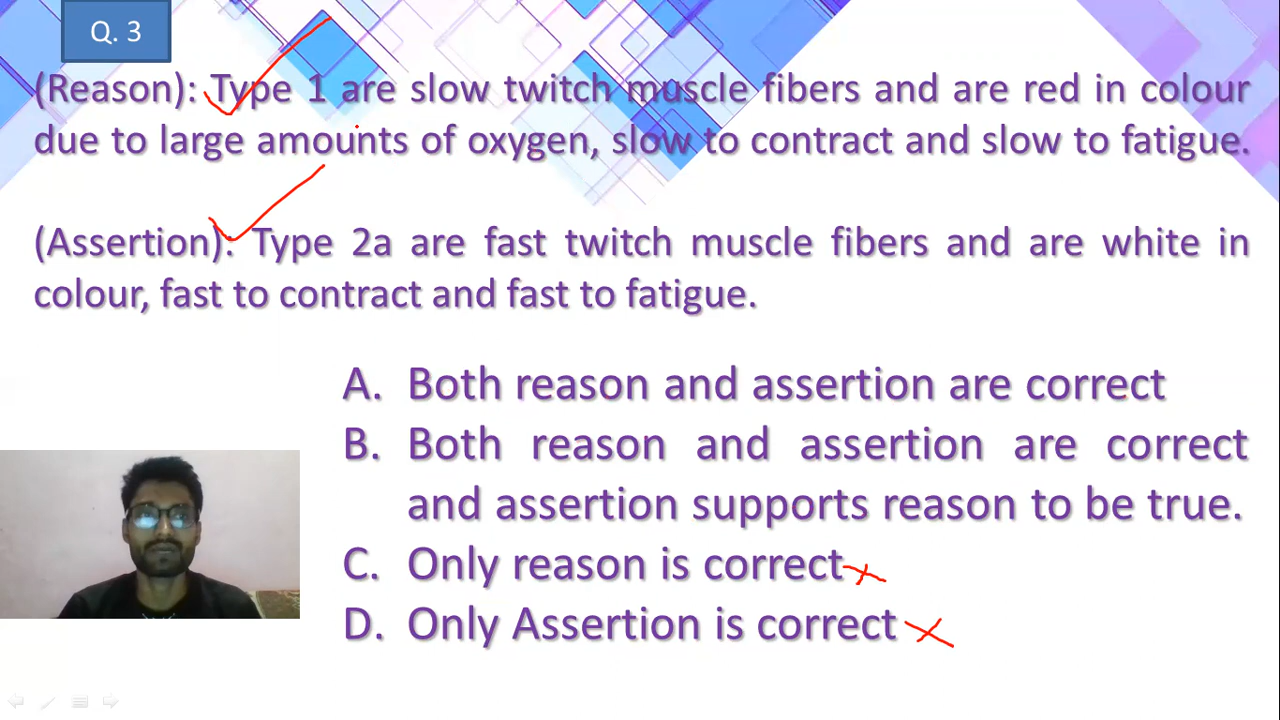 Q. 3
(Reason): Type 1 are slow twitch muscle fibers and are red in colour
due to large amounts of oxygen, slow to contract and slow to fatigue.
(Assertion): Type 2a are fast twitch muscle fibers and are white in
colour, fast to contract and fast to fatigue.
A. Both reason and assertion are correct
B. Both reason and assertion are correct
and assertion supports reason to be true.
C. Only reason is correct
D. Only Assertion is correct